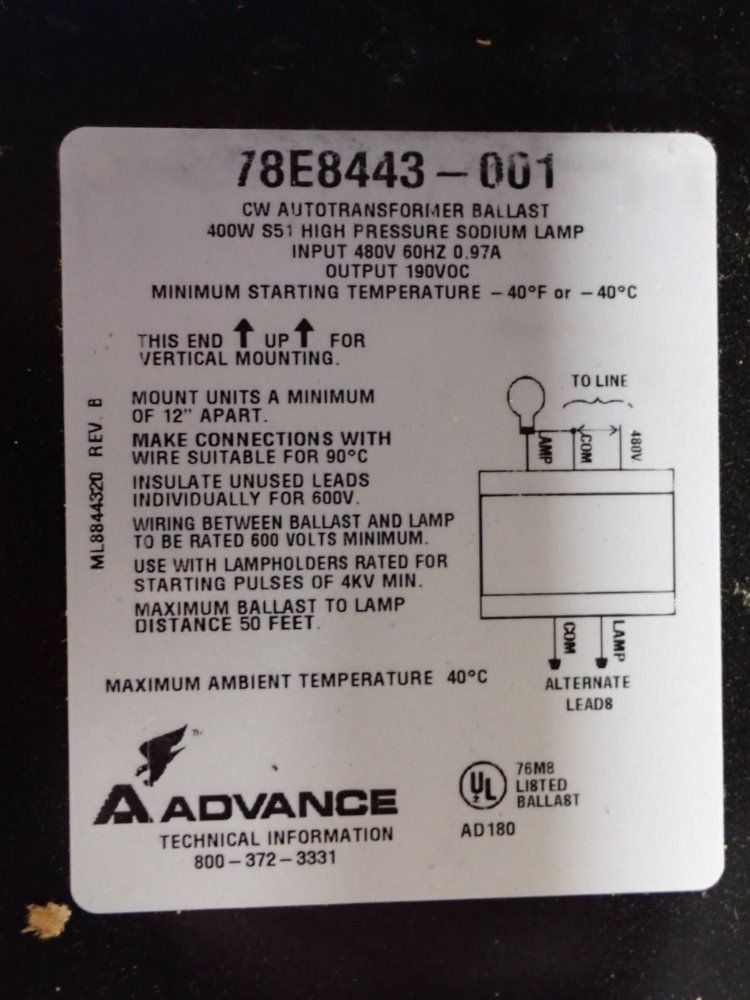 78E8443-001
CW AUTOTRANSFORMER BALLAST
400W S51 HIGH PRESSURE SODIUM LAMP
INPUT 480V 60HZ 0.97A
OUTPUT 190VOC
MINIMUM STARTING TEMPERATURE -40°F or -40°C
THIS END ↑ UP ↑ FOR
VERTICAL MOUNTING.
MOUNT UNITS A MINIMUM
OF 12" APART.
MAKE CONNECTIONS WITH
WIRE SUITABLE FOR 90°C
INSULATE UNUSED LEADS
INDIVIDUALLY FOR 600V.
WIRING BETWEEN BALLAST AND LAMP
TO BE RATED 600 VOLTS MINIMUM.
USE WITH LAMPHOLDERS RATED FOR
STARTING PULSES OF 4KV MIN.
MAXIMUM BALLAST TO LAMP
DISTANCE 50 FEET.
MAXIMUM AMBIENT TEMPERATURE 40°C
ML8844320 REV. B
TO LINE
LAMP
COM
480V
COM
LAMP
ALTERNATE
LEADS
A ADVANCE
TM
TECHNICAL INFORMATION
800-372-3331
UL
76M8
LISTED
BALLAST
AD180